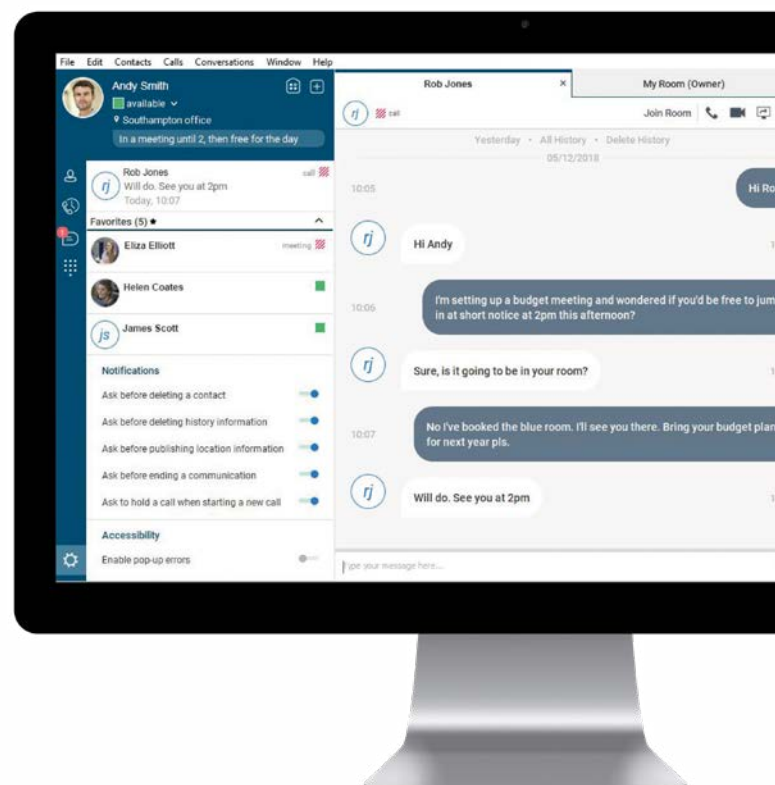 File Edit Contacts Calls Conversations Window Help
Andy Smith
available
Southampton office
In a meeting until 2, then free for the day
Rob Jones
call
Will do. See you at 2pm
Today, 10:07
Favorites (5)
Eliza Elliott
meeting
Helen Coates
js
James Scott
Notifications
Ask before deleting a contact
Ask before deleting history information
Ask before publishing location information
Ask before ending a communication
Ask to hold a call when starting a new call
Accessibility
Enable pop-up errors
rj
1
Rob Jones
×
My Room (Owner)
rj
call
Join Room
Yesterday • All History • Delete History
05/12/2018
10:05
Hi Ro
rj
Hi Andy
10:06
I'm setting up a budget meeting and wondered if you'd be free to jum
in at short notice at 2pm this afternoon?
rj
Sure, is it going to be in your room?
10:07
No I've booked the blue room. I'll see you there. Bring your budget plan
for next year pls.
rj
Will do. See you at 2pm
Type your message here...